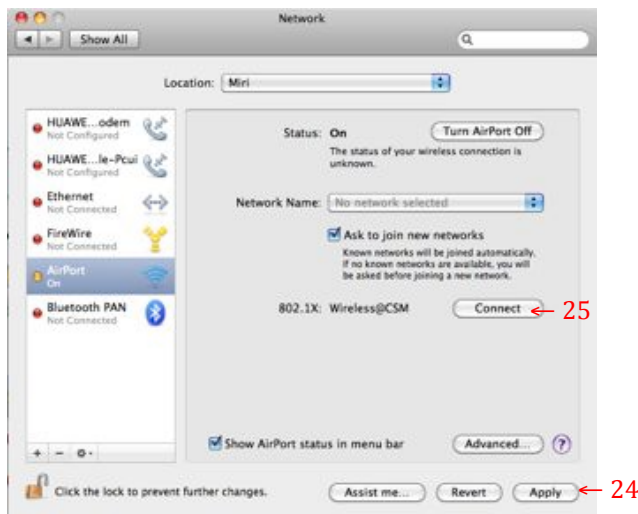 Network
Show All
Location: Miri
HUAWE...odem
Not Configured
HUAWE...le-Pcui
Not Configured
Ethernet
Not Connected
FireWire
Not Connected
AirPort
On
Bluetooth PAN
Not Connected
Status: On
Turn AirPort Off
The status of your wireless connection is
unknown.
Network Name: No network selected
Ask to join new networks
Known networks will be joined automatically.
If no known networks are available, you will
be asked before joining a new network.
802.1X: Wireless@CSM
Connect
25
Show AirPort status in menu bar
Advanced...
?
Click the lock to prevent further changes.
Assist me...
Revert
Apply
24